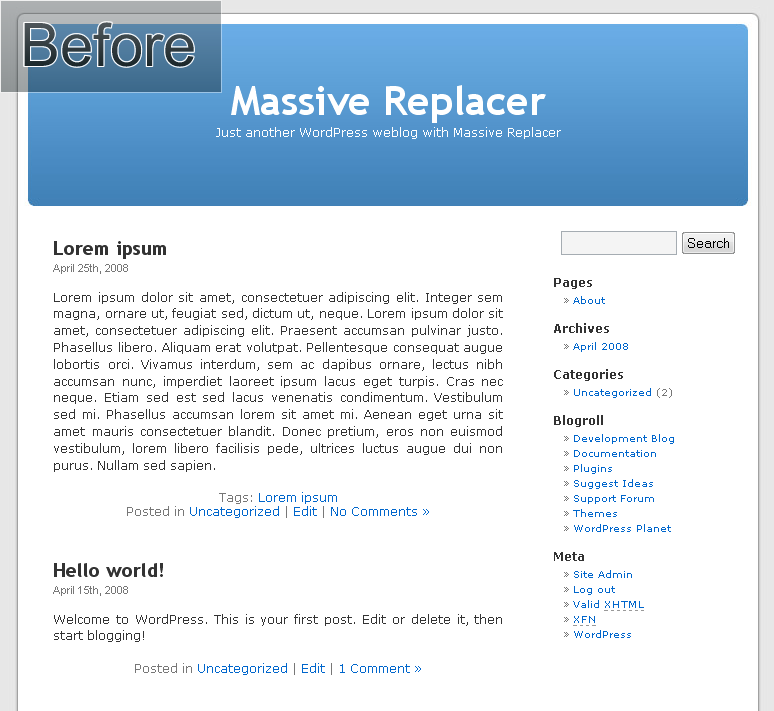 Before
Massive Replacer
Just another WordPress weblog with Massive Replacer
Lorem ipsum
April 25th, 2008
Lorem ipsum dolor sit amet, consectetuer adipiscing elit. Integer sem
magna, ornare ut, feugiat sed, dictum ut, neque. Lorem ipsum dolor sit
amet, consectetuer adipiscing elit. Praesent accumsan pulvinar justo.
Phasellus libero. Aliquam erat volutpat. Pellentesque consequat augue
lobortis orci. Vivamus interdum, sem ac dapibus ornare, lectus nibh
accumsan nunc, imperdiet laoreet ipsum lacus eget turpis. Cras nec
neque. Etiam sed est sed lacus venenatis condimentum. Vestibulum
sed mi. Phasellus accumsan lorem sit amet mi. Aenean eget urna sit
amet mauris consectetuer blandit. Donec pretium, eros non euismod
vestibulum, lorem libero facilisis pede, ultrices luctus augue dui non
purus. Nullam sed sapien.
Tags: Lorem ipsum
Posted in Uncategorized | Edit | No Comments »
Hello world!
April 15th, 2008
Welcome to WordPress. This is your first post. Edit or delete it, then
start blogging!
Posted in Uncategorized | Edit | 1 Comment »
Search
Pages
» About
Archives
» April 2008
Categories
» Uncategorized (2)
Blogroll
» Development Blog
» Documentation
» Plugins
» Suggest Ideas
» Support Forum
» Themes
» WordPress Planet
Meta
» Site Admin
» Log out
» Valid XHTML
» XFN
» WordPress